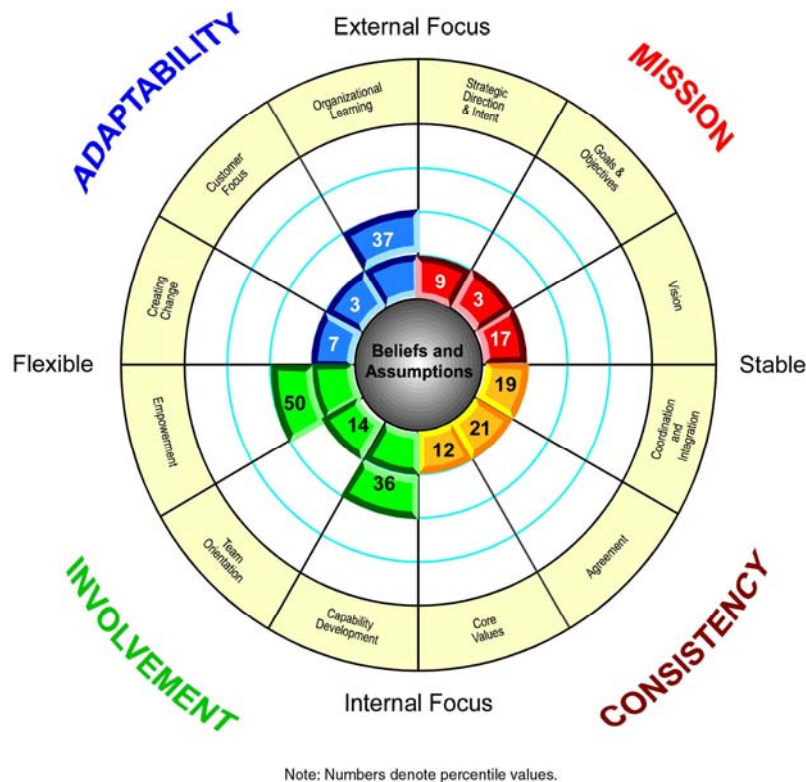 External Focus
ADAPTABILITY
MISSION
Organizational
Learning
Strategic
Direction
& Intent
Customer
Focus
Goals &
Objectives
Creating
Change
Vision
37
9
3
3
7
17
Flexible
Beliefs and
Assumptions
Stable
50
14
36
19
21
12
Empowerment
Coordination
and
Integration
Team
Orientation
Agreement
Capability
Development
Core
Values
INVOLVEMENT
CONSISTENCY
Internal Focus
Note: Numbers denote percentile values.